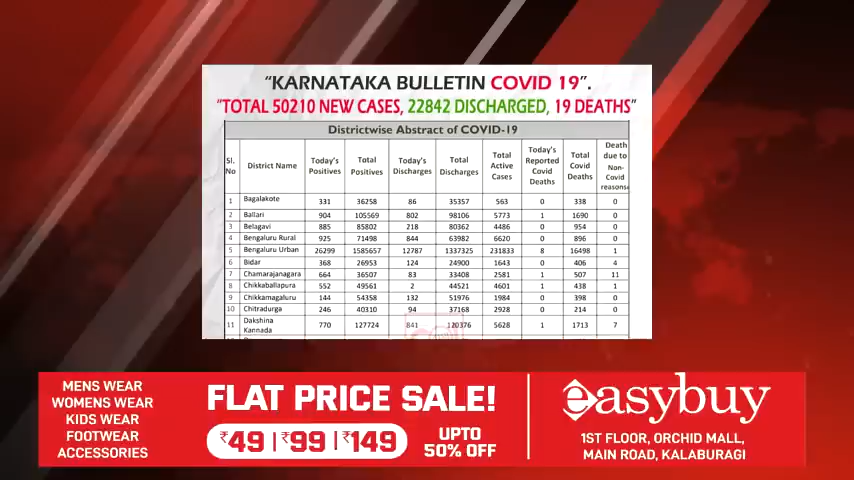 "KARNATAKA BULLETIN COVID 19".
"TOTAL 50210 NEW CASES, 22842 DISCHARGED, 19 DEATHS"
Districtwise Abstract of COVID-19
Sl. No District Name Today's Positives Total Positives Today's Discharges Total Discharges Total Active Cases Today's Reported Covid Deaths Total Covid Deaths Death due to Non-Covid reasons
1 Bagalakote 331 36258 86 35357 563 0 338 0
2 Ballari 904 105569 802 98106 5773 1 1690 0
3 Belagavi 885 85802 218 80362 4486 0 954 0
4 Bengaluru Rural 925 71498 844 63982 6620 0 896 0
5 Bengaluru Urban 26299 1585657 12787 1337325 231833 8 16498 1
6 Bidar 368 26953 124 24900 1643 0 406 4
7 Chamarajanagara 664 36507 83 33408 2581 1 507 11
8 Chikkaballapura 552 49561 2 44521 4601 1 438 1
9 Chikkamagaluru 144 54358 132 51976 1984 0 398 0
10 Chitradurga 246 40310 94 37168 2928 0 214 0
11 Dakshina Kannada 770 127724 841 120376 5628 1 1713 7
MENS WEAR
WOMENS WEAR
KIDS WEAR
FOOTWEAR
ACCESSORIES
FLAT PRICE SALE!
₹49 | ₹99 | ₹149
UPTO
50% OFF
easybuy
1ST FLOOR, ORCHID MALL,
MAIN ROAD, KALABURAGI